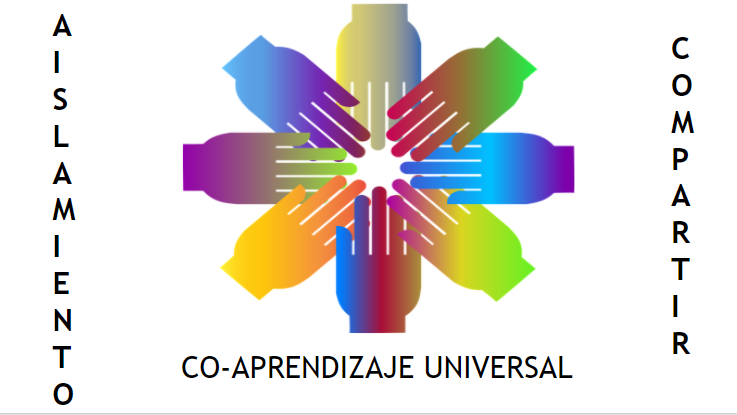 AISLAMIENTO
COMPARTIR
CO-APRENDIZAJE UNIVERSAL